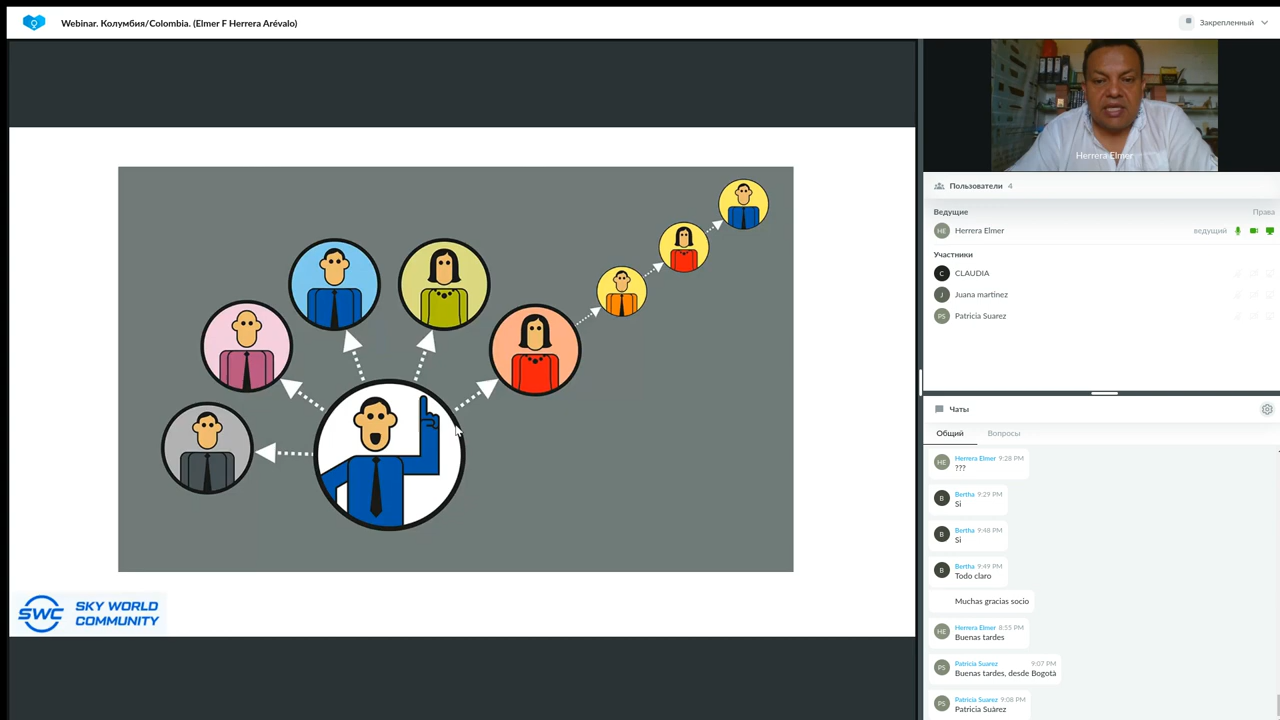 Webinar. Колумбия/Colombia. (Elmer F Herrera Arévalo)
Закрепленный
Herrera Elmer
Пользователи 4
Ведущие Права
HE Herrera Elmer ведущий
Участники
C CLAUDIA
J Juana martinez
PS Patricia Suarez
Чаты
Общий Вопросы
HE Herrera Elmer 9:28 PM
???
B Bertha 9:29 PM
Si
B Bertha 9:48 PM
Si
B Bertha 9:49 PM
Todo claro
Muchas gracias socio
HE Herrera Elmer 8:55 PM
Buenas tardes
PS Patricia Suarez 9:07 PM
Buenas tardes, desde Bogotà
PS Patricia Suarez 9:08 PM
Patricia Suàrez
SWC SKY WORLD
COMMUNITY